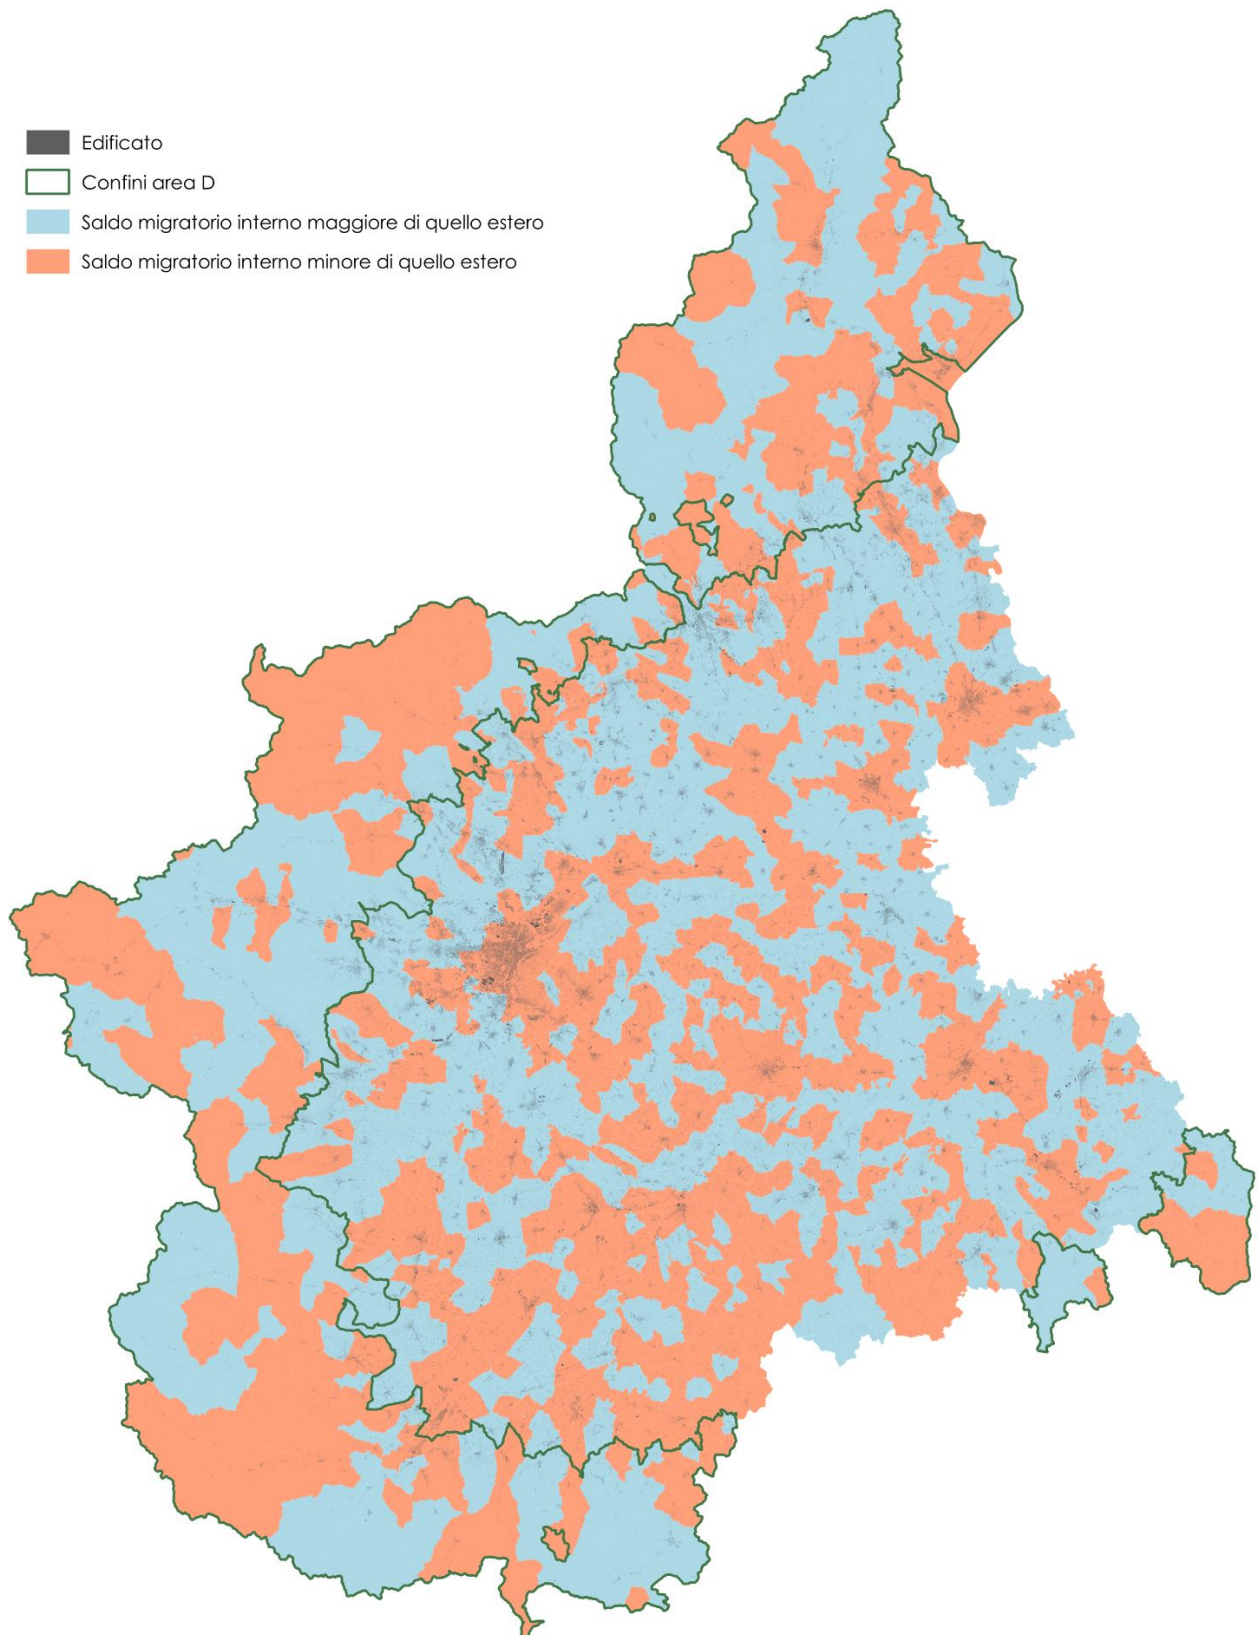 Edificato
Confini area D
Saldo migratorio interno maggiore di quello estero
Saldo migratorio interno minore di quello estero